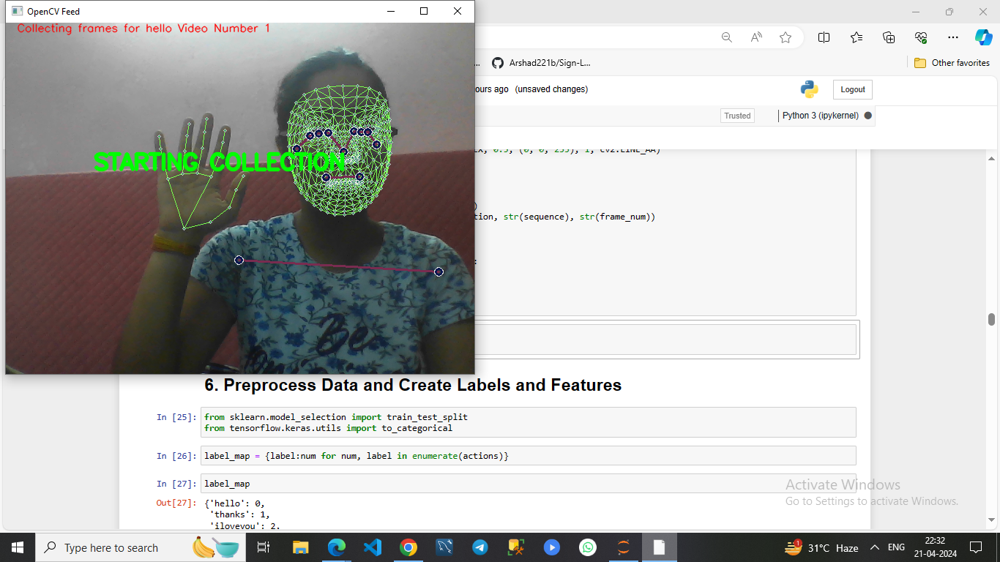 OpenCV Feed
Collecting frames for hello Video Number 1
STARTING COLLECTION
Be
... Arshad221b/Sign-L...
Other favorites
ours ago (unsaved changes)
Logout
Trusted
Python 3 (ipykernel)
EX, 0.5, (0, 0, 255), 1, cv2.LINE_AA)
)
tion, str(sequence), str(frame_num))
:
6. Preprocess Data and Create Labels and Features
In [25]: from sklearn.model_selection import train_test_split
from tensorflow.keras.utils import to_categorical
In [26]: label_map = {label:num for num, label in enumerate(actions)}
In [27]: label_map
Out[27]: {'hello': 0,
'thanks': 1,
'iloveyou': 2,
Activate Windows
Go to Settings to activate Windows.
Type here to search
1
31°C Haze
ENG
22:32
21-04-2024